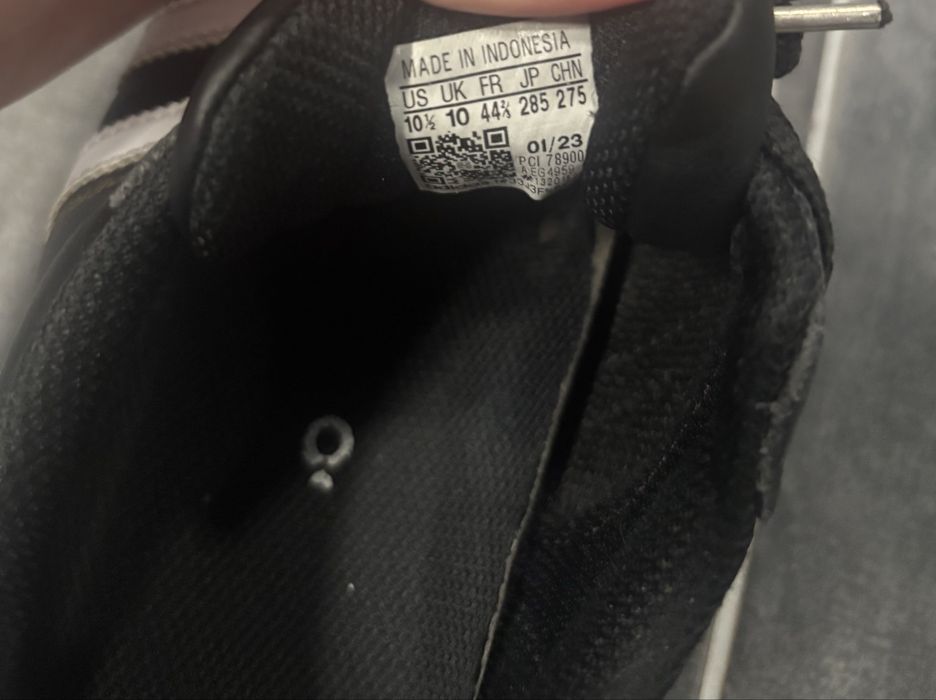 MADE IN INDONESIA
US UK FR JP CHN
10½ 10 44⅔ 285 275
01/23
PCI 78900